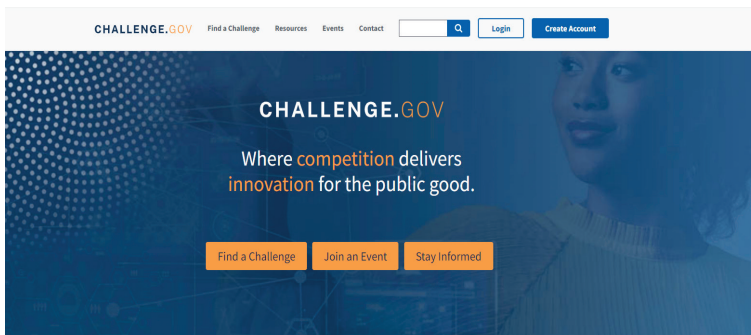 CHALLENGE.GOV Find a Challenge Resources Events Contact Login Create Account
CHALLENGE.GOV
Where competition delivers
innovation for the public good.
Find a Challenge Join an Event Stay Informed